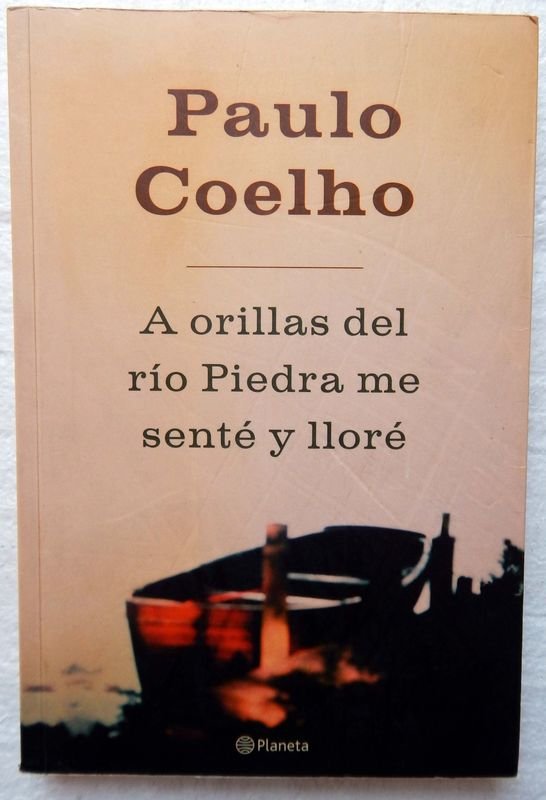 Paulo
Coelho
A orillas del
río Piedra me
senté y lloré
Planeta